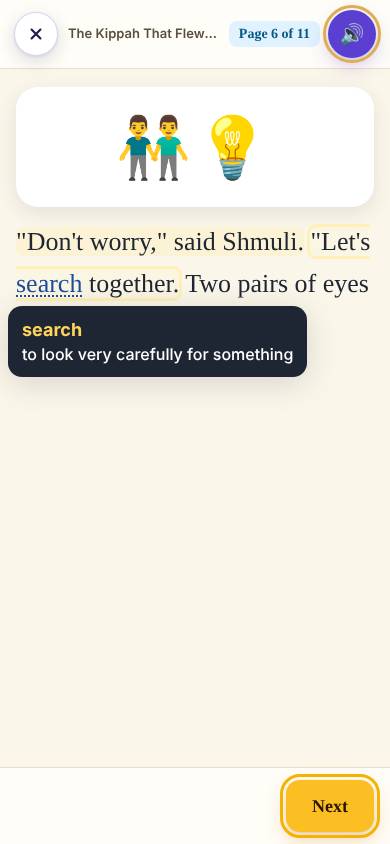 The Kippah That Flew...
Page 6 of 11
"Don't worry," said Shmuli. "Let's
search together. Two pairs of eyes
search
to look very carefully for something
Next